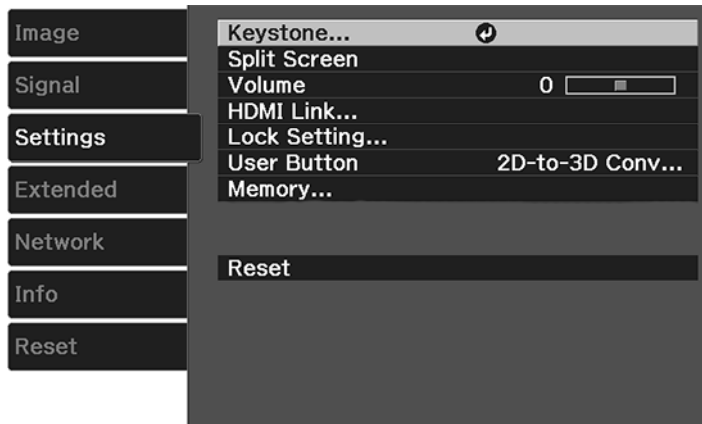 Image
Signal
Settings
Extended
Network
Info
Reset
Keystone...
Split Screen
Volume 0
HDMI Link...
Lock Setting...
User Button 2D-to-3D Conv...
Memory...
Reset